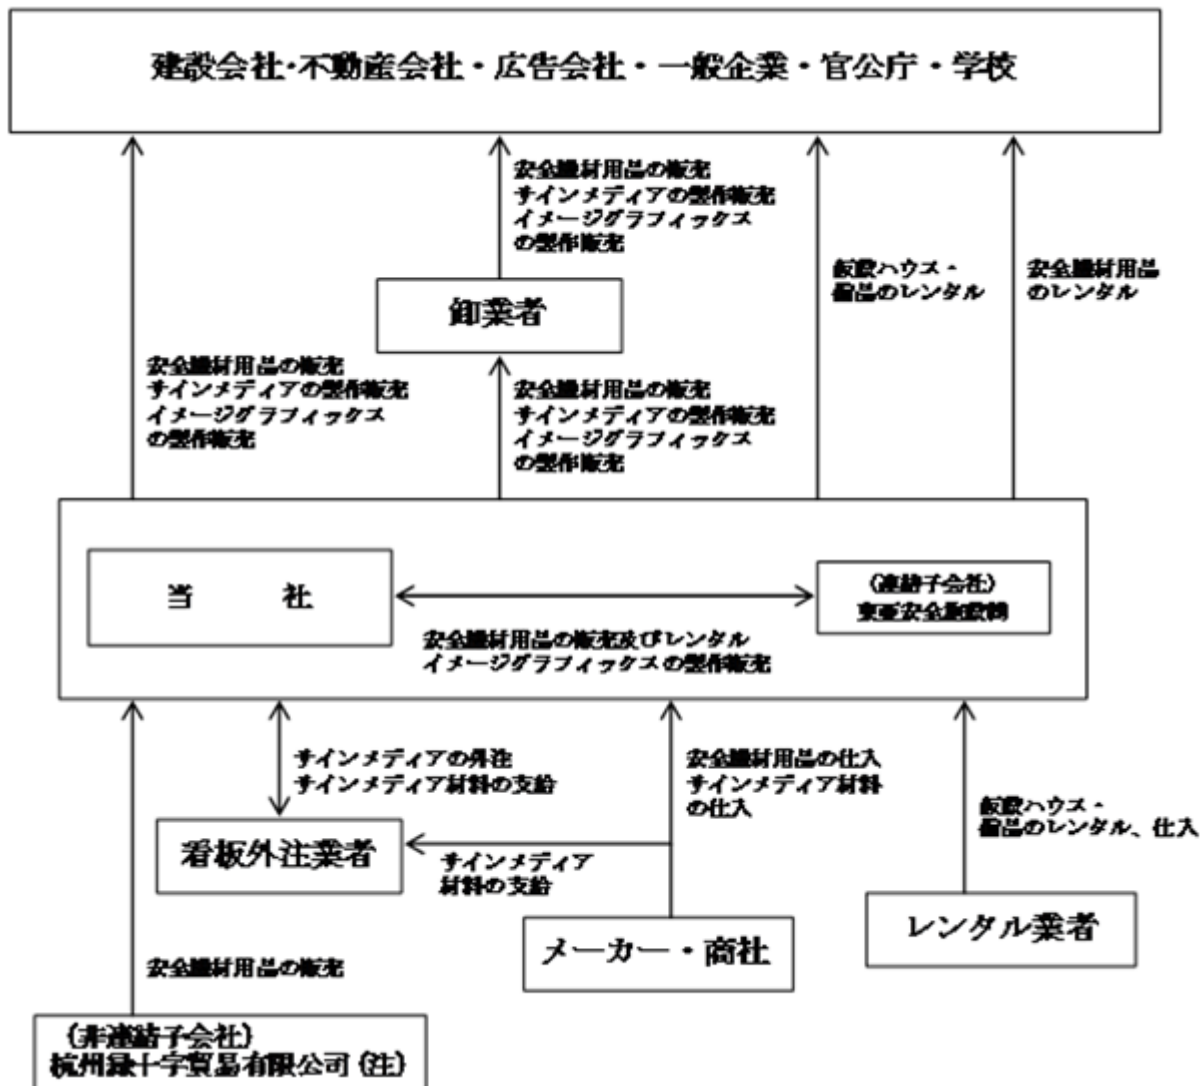 建設会社・不動産会社・広告会社・一般企業・官公庁・学校
安全機材用品の販売
サインメディアの製作販売
イメージグラフィックス
の製作販売
仮設ハウス・
備品のレンタル
安全機材用品
のレンタル
卸業者
安全機材用品の販売
サインメディアの製作販売
イメージグラフィックス
の製作販売
安全機材用品の販売
サインメディアの製作販売
イメージグラフィックス
の製作販売
当　　社
(連結子会社)
東亜安全施設㈱
安全機材用品の販売及びレンタル
イメージグラフィックスの製作販売
サインメディアの外注
サインメディア材料の支給
安全機材用品の仕入
サインメディア材料
の仕入
仮設ハウス・
備品のレンタル、仕入
看板外注業者
サインメディア
材料の支給
メーカー・商社
レンタル業者
安全機材用品の販売
(非連結子会社)
杭州緑十字貿易有限公司(注)